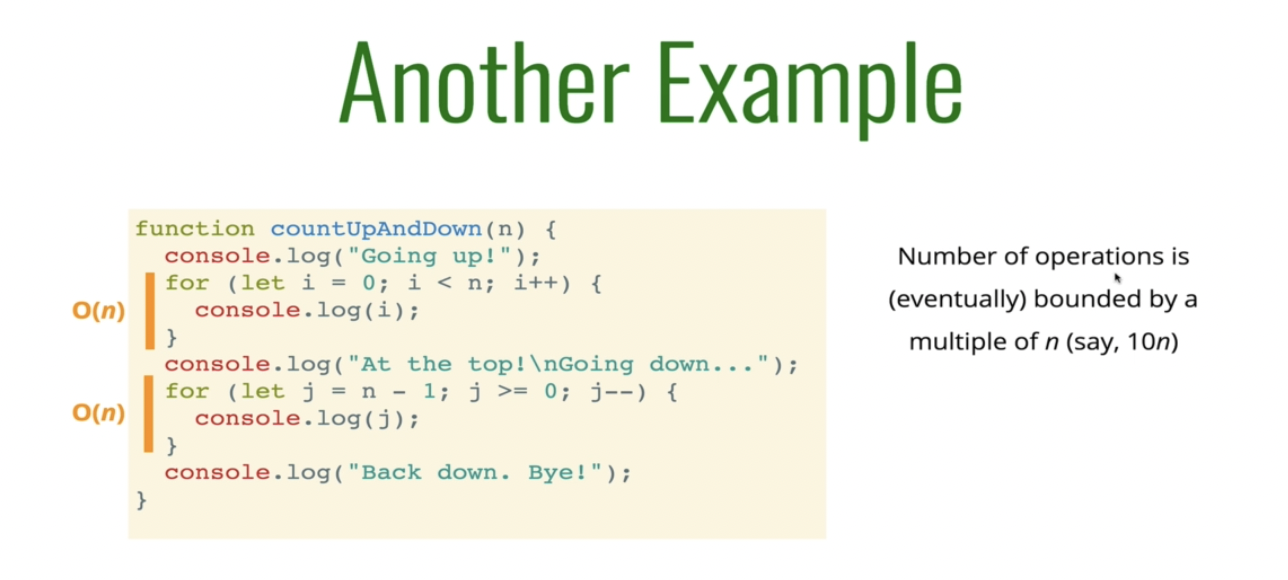 Another Example
function countUpAndDown(n) {
console.log("Going up!");
for (let i = 0; i < n; i++) {
O(n)
console.log(i);
}
console.log("At the top!\nGoing down...");
for (let j = n - 1; j >= 0; j--) {
O(n)
console.log(j);
}
console.log("Back down. Bye!");
}
Number of operations is
(eventually) bounded by a
multiple of n (say, 10n)